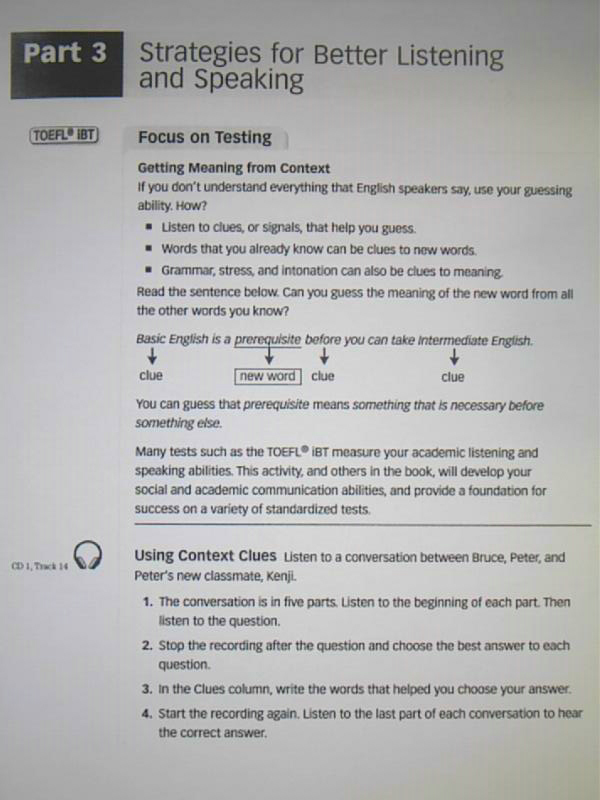 Part 3
Strategies for Better Listening
and Speaking
TOEFL® iBT
Focus on Testing
Getting Meaning from Context
If you don't understand everything that English speakers say, use your guessing
ability. How?
■ Listen to clues, or signals, that help you guess.
■ Words that you already know can be clues to new words.
■ Grammar, stress, and intonation can also be clues to meaning.
Read the sentence below. Can you guess the meaning of the new word from all
the other words you know?
Basic English is a prerequisite before you can take Intermediate English.
clue new word clue clue
You can guess that prerequisite means something that is necessary before
something else.
Many tests such as the TOEFL® iBT measure your academic listening and
speaking abilities. This activity, and others in the book, will develop your
social and academic communication abilities, and provide a foundation for
success on a variety of standardized tests.
CD 1, Track 14
Using Context Clues Listen to a conversation between Bruce, Peter, and
Peter's new classmate, Kenji.
1. The conversation is in five parts. Listen to the beginning of each part. Then
listen to the question.
2. Stop the recording after the question and choose the best answer to each
question.
3. In the Clues column, write the words that helped you choose your answer.
4. Start the recording again. Listen to the last part of each conversation to hear
the correct answer.